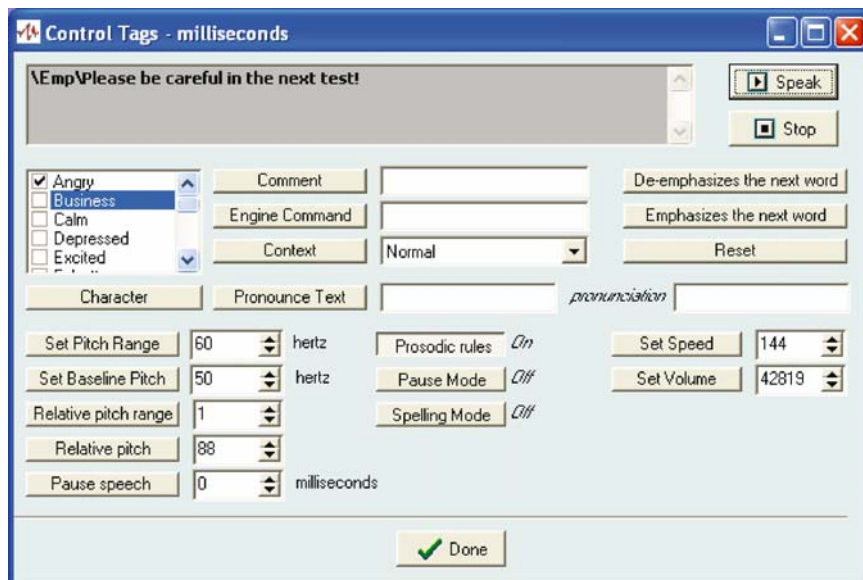 Control Tags - milliseconds
\Emp\Please be careful in the next test!
Speak
Stop
Angry
Business
Calm
Depressed
Excited
Comment
Engine Command
Context
Normal
De-emphasizes the next word
Emphasizes the next word
Reset
Character
Pronounce Text
pronunciation
Set Pitch Range 60 hertz
Set Baseline Pitch 50 hertz
Relative pitch range 1
Relative pitch 88
Pause speech 0 milliseconds
Prosodic rules On
Pause Mode Off
Spelling Mode Off
Set Speed 144
Set Volume 42819
Done